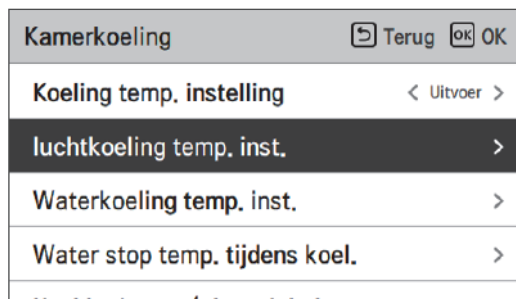 Kamerkoeling Terug OK OK
Koeling temp. instelling < Uitvoer >
luchtkoeling temp. inst. >
Waterkoeling temp. inst. >
Water stop temp. tijdens koel. >